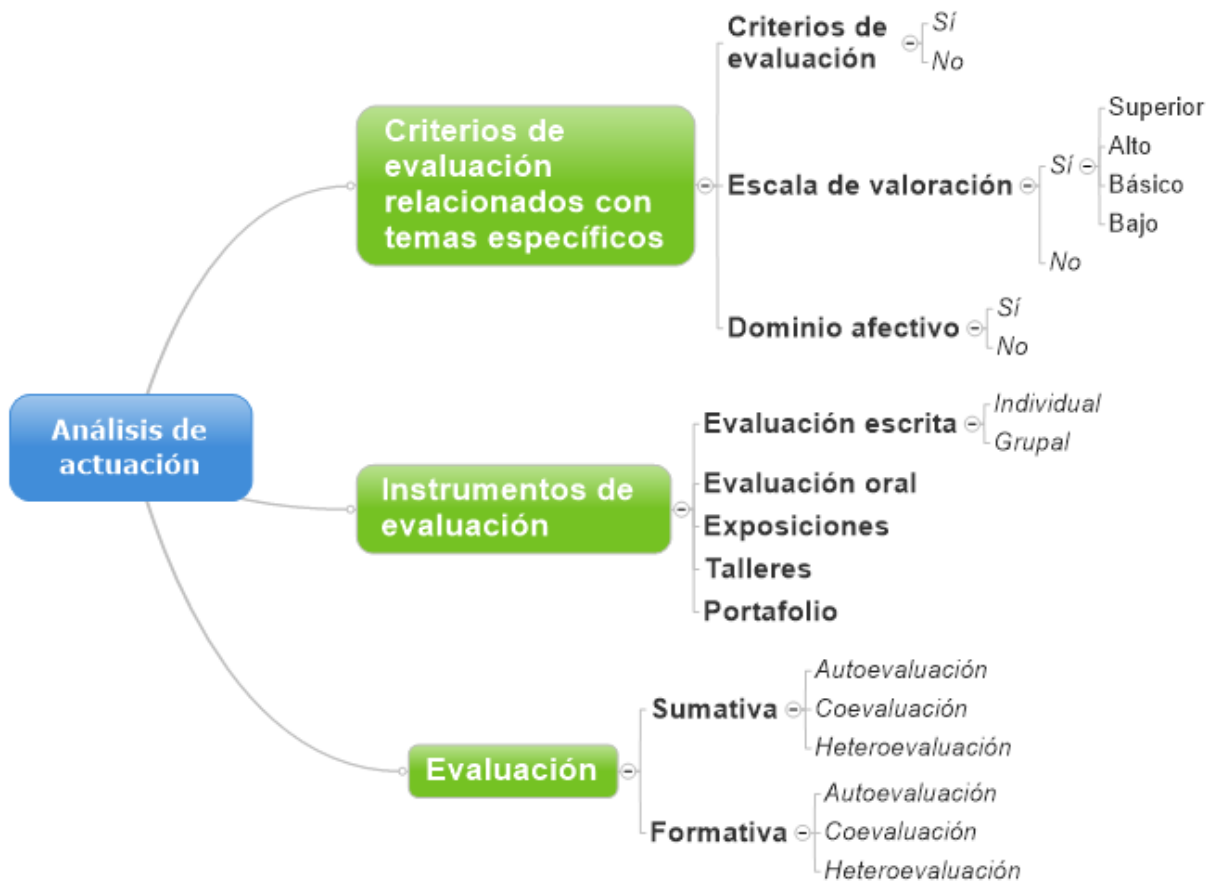 Análisis de
actuación
Criterios de
evaluación
relacionados con
temas específicos
Criterios de
evaluación
Sí
No
Escala de valoración
Sí
Superior
Alto
Básico
Bajo
No
Dominio afectivo
Sí
No
Instrumentos de
evaluación
Evaluación escrita
Individual
Grupal
Evaluación oral
Exposiciones
Talleres
Portafolio
Evaluación
Sumativa
Autoevaluación
Coevaluación
Heteroevaluación
Formativa
Autoevaluación
Coevaluación
Heteroevaluación